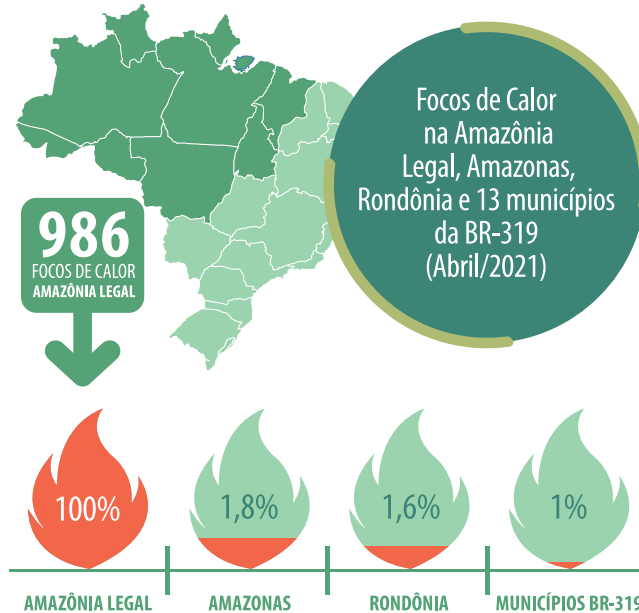 Focos de Calor
na Amazônia
Legal, Amazonas,
Rondônia e 13 municípios
da BR-319
(Abril/2021)
986
FOCOS DE CALOR
AMAZÔNIA LEGAL
100%
1,8%
1,6%
1%
AMAZÔNIA LEGAL
AMAZONAS
RONDÔNIA
MUNICÍPIOS BR-319